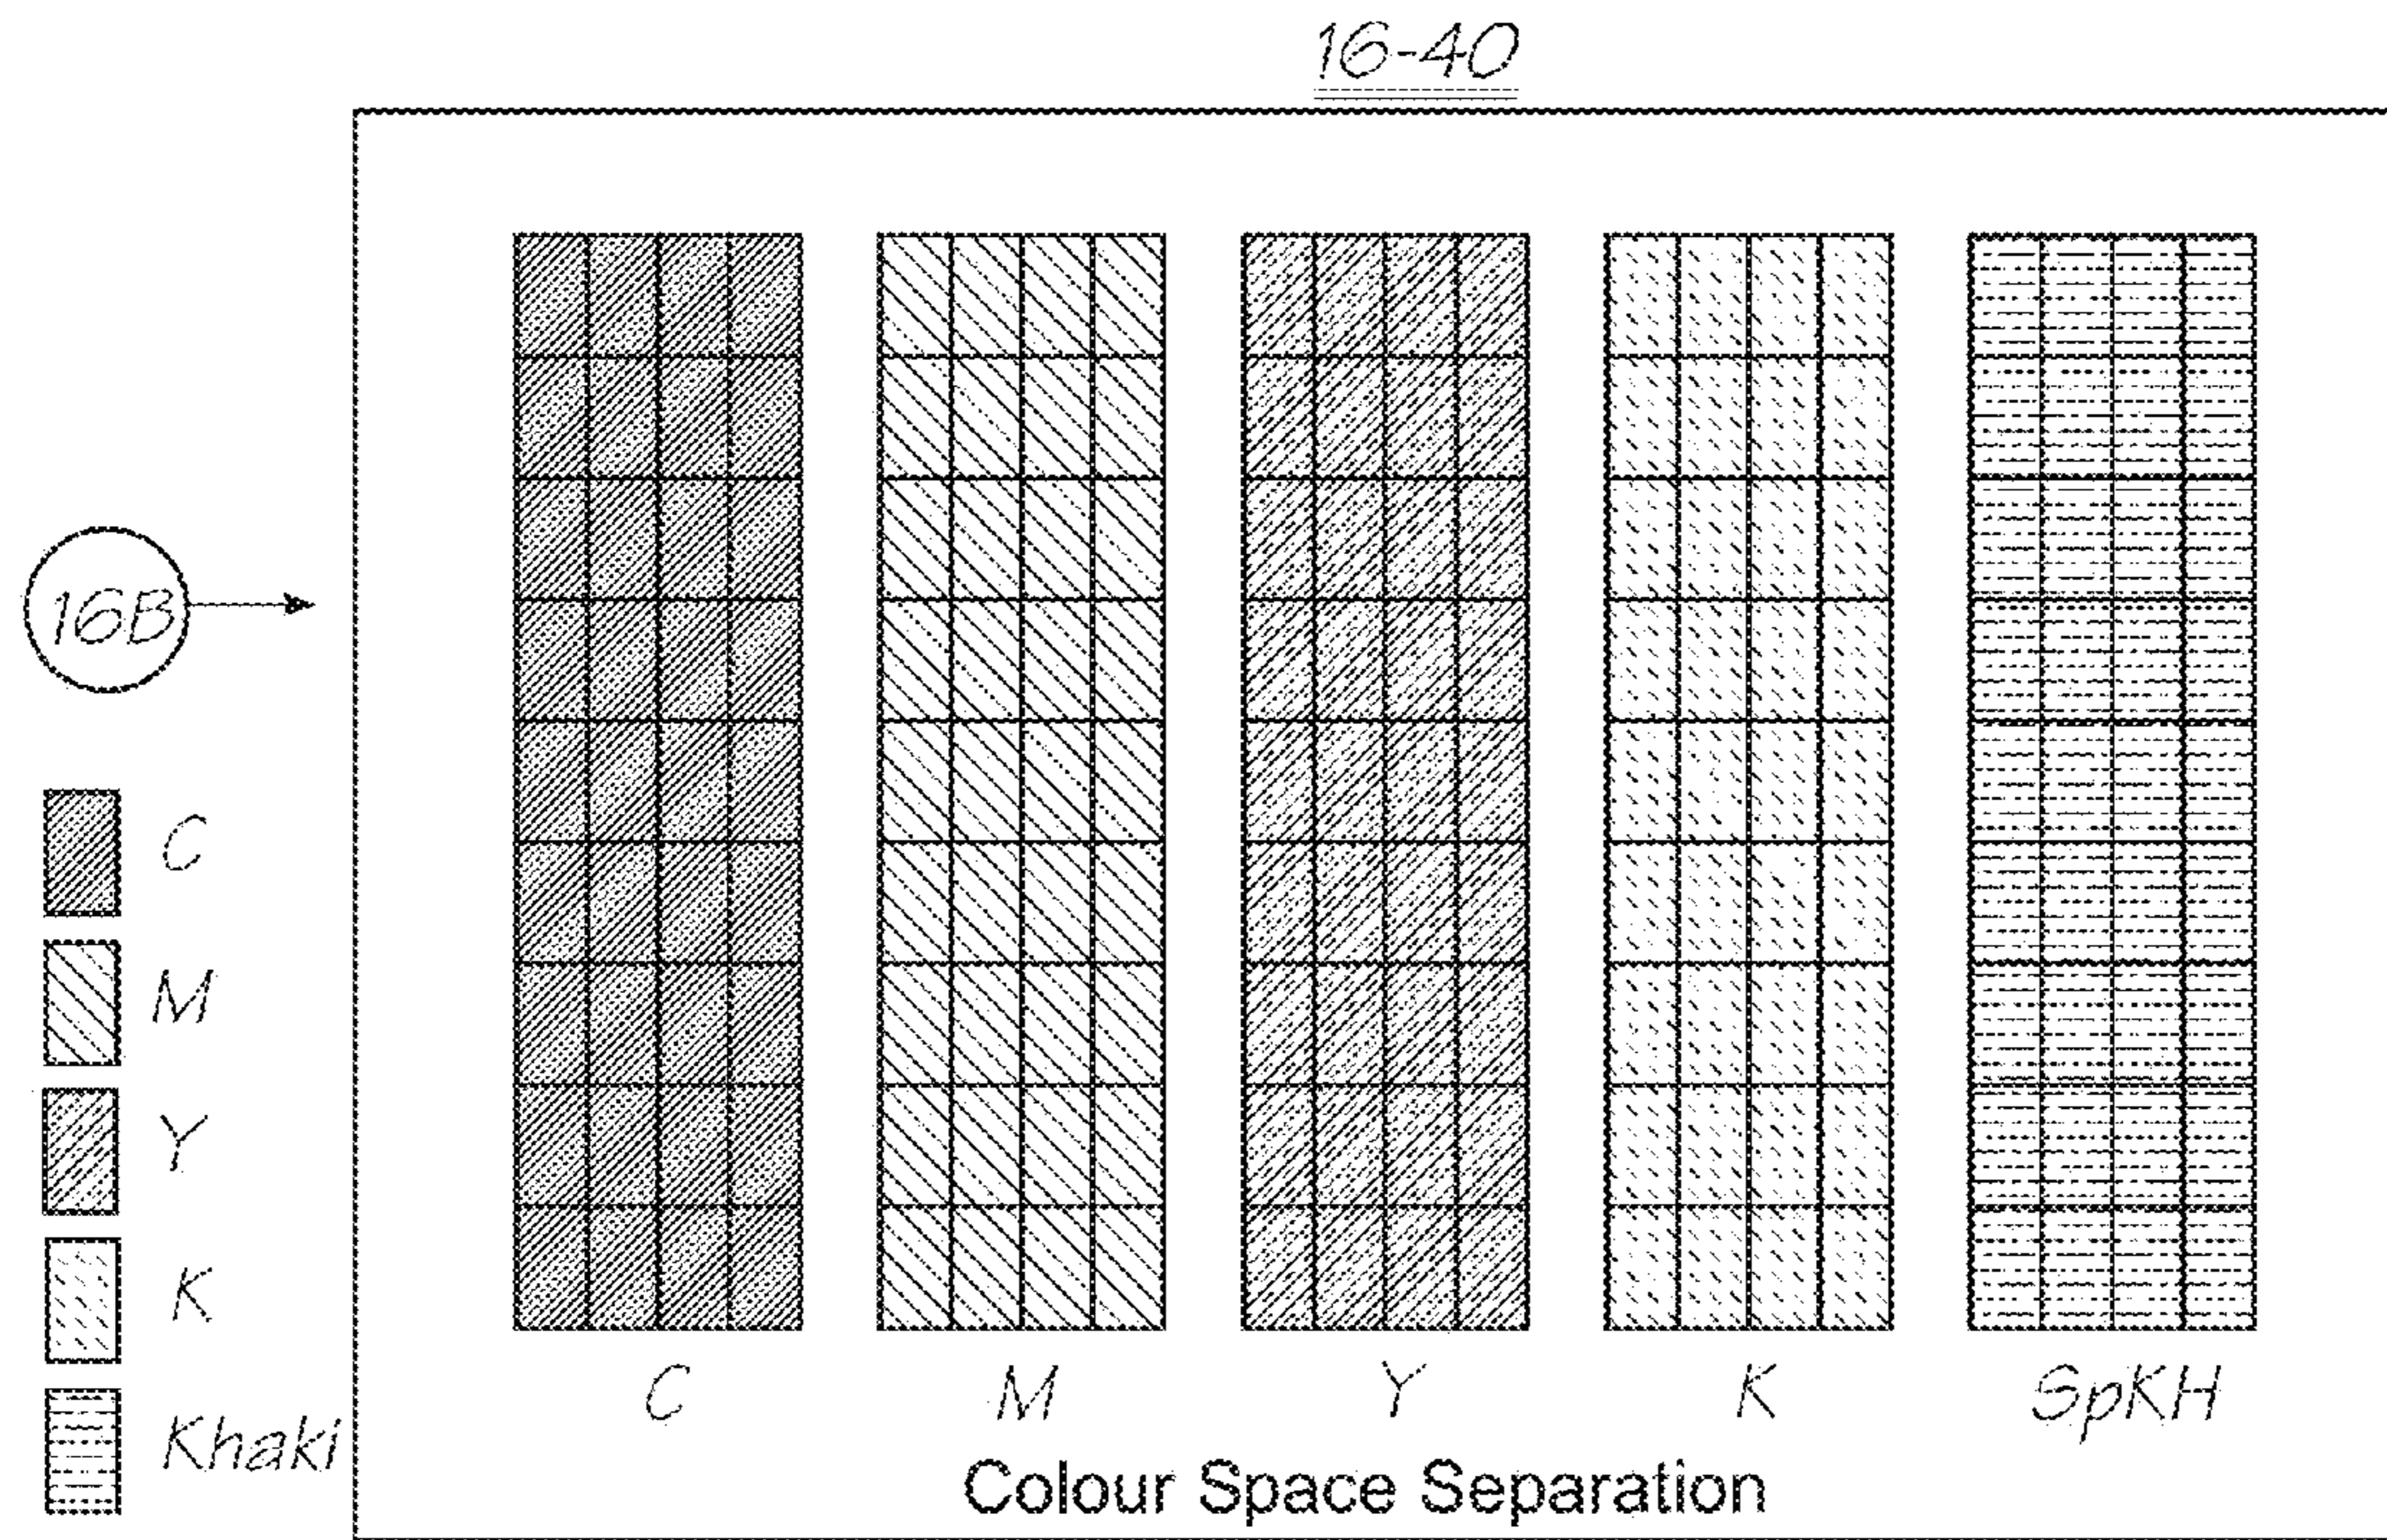 16-40
16B
C
M
Y
K
Khaki
C M Y K SpKH
Colour Space Separation